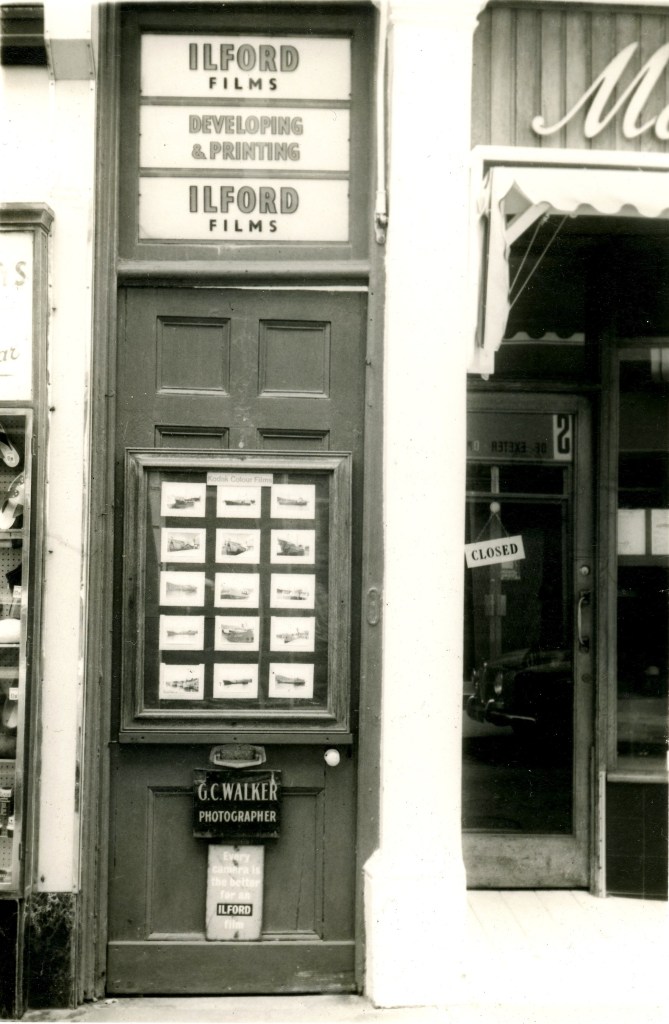 ILFORD
FILMS
DEVELOPING
& PRINTING
ILFORD
FILMS
Kodak Colour Films
G.C.WALKER
PHOTOGRAPHER
Every
camera is
the better
for an
ILFORD
film
CLOSED